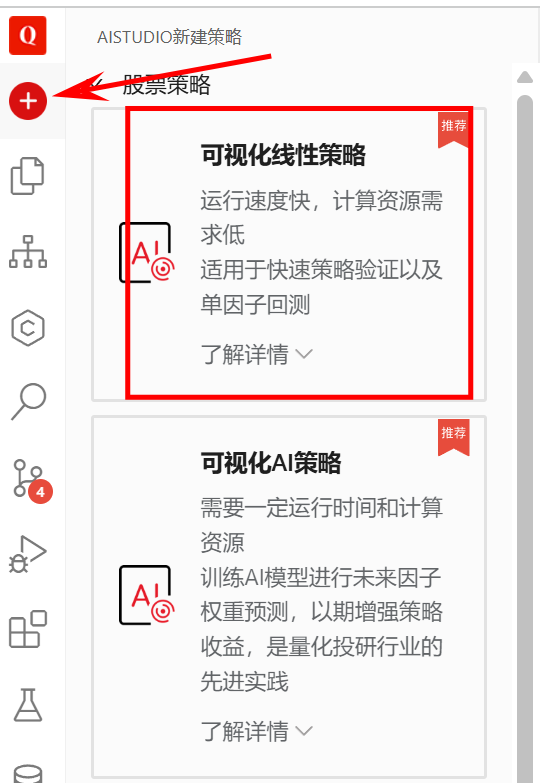 Q
AISTUDIO新建策略
股票策略
推荐
可视化线性策略
运行速度快，计算资源需
求低
适用于快速策略验证以及
单因子回测
AI
了解详情
推荐
可视化AI策略
需要一定运行时间和计算
资源
训练AI模型进行未来因子
权重预测，以期增强策略
收益，是量化投研行业的
先进实践
AI
了解详情
C
4